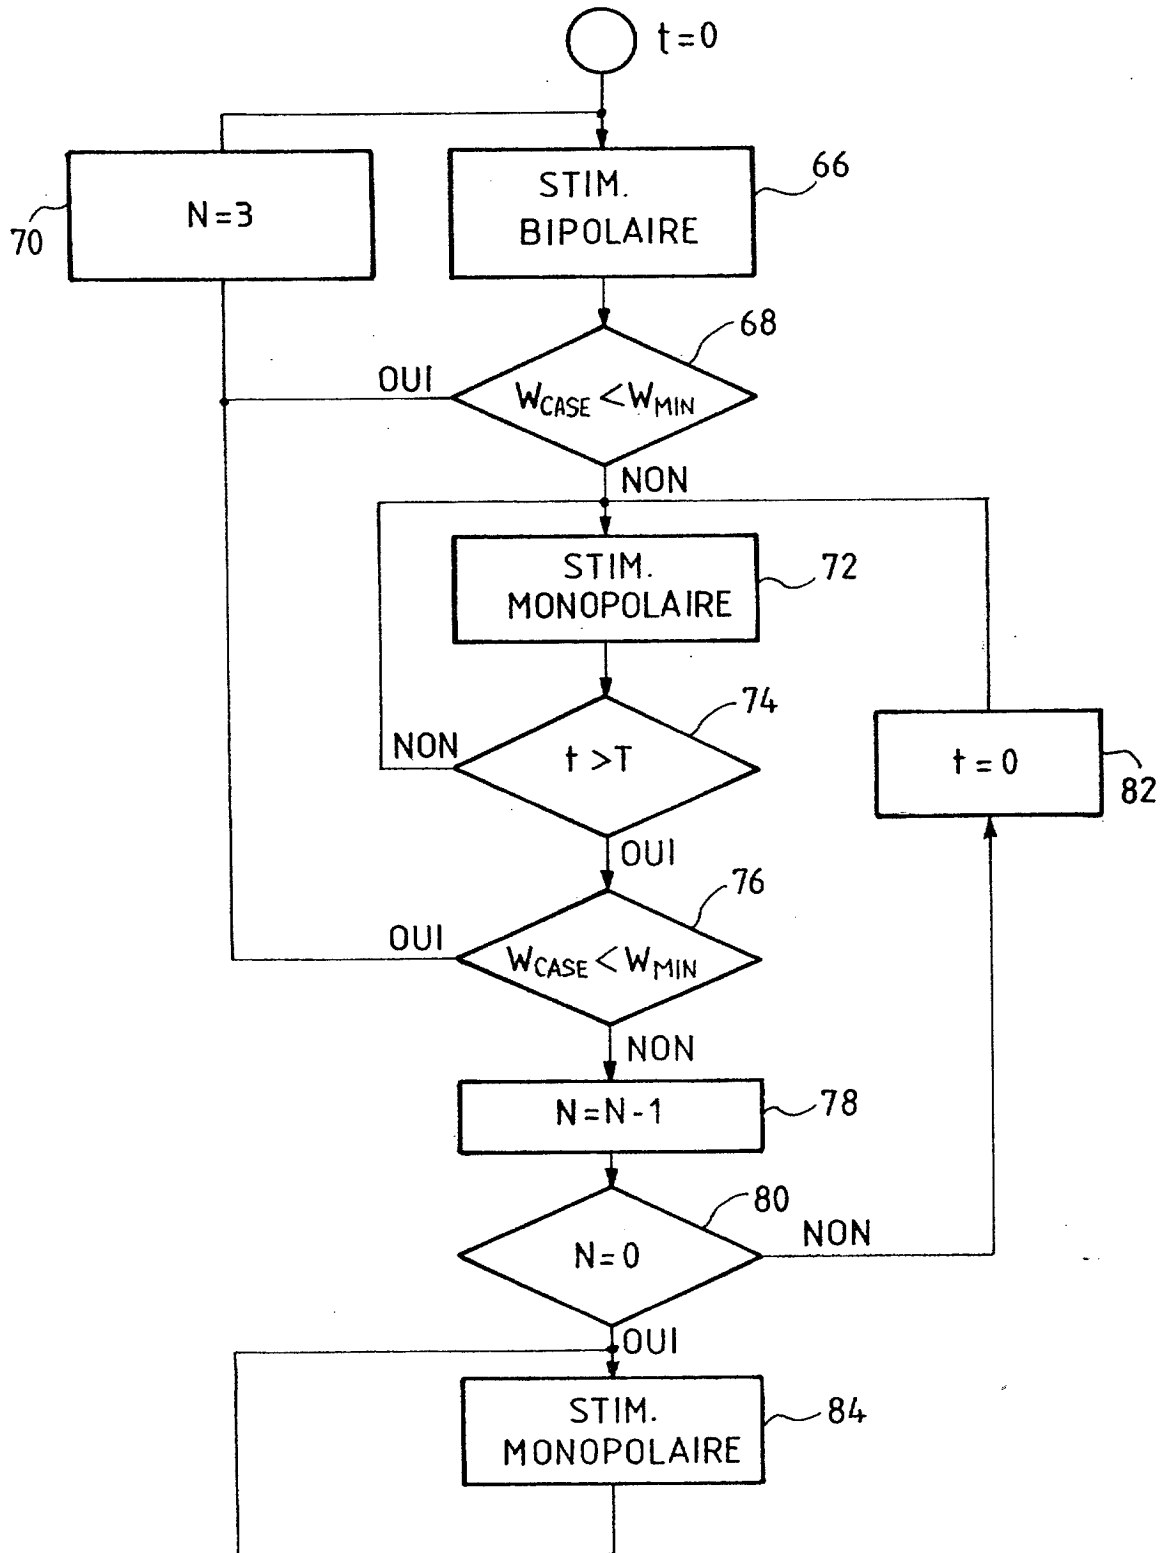 t=0
N=3
70
STIM.
BIPOLAIRE
66
68
OUI
WCASE < WMIN
NON
STIM.
MONOPOLAIRE
72
74
NON
t >T
t = 0
82
OUI
76
OUI
WCASE < WMIN
NON
N=N-1
78
80
N=0
NON
OUI
STIM.
MONOPOLAIRE
84